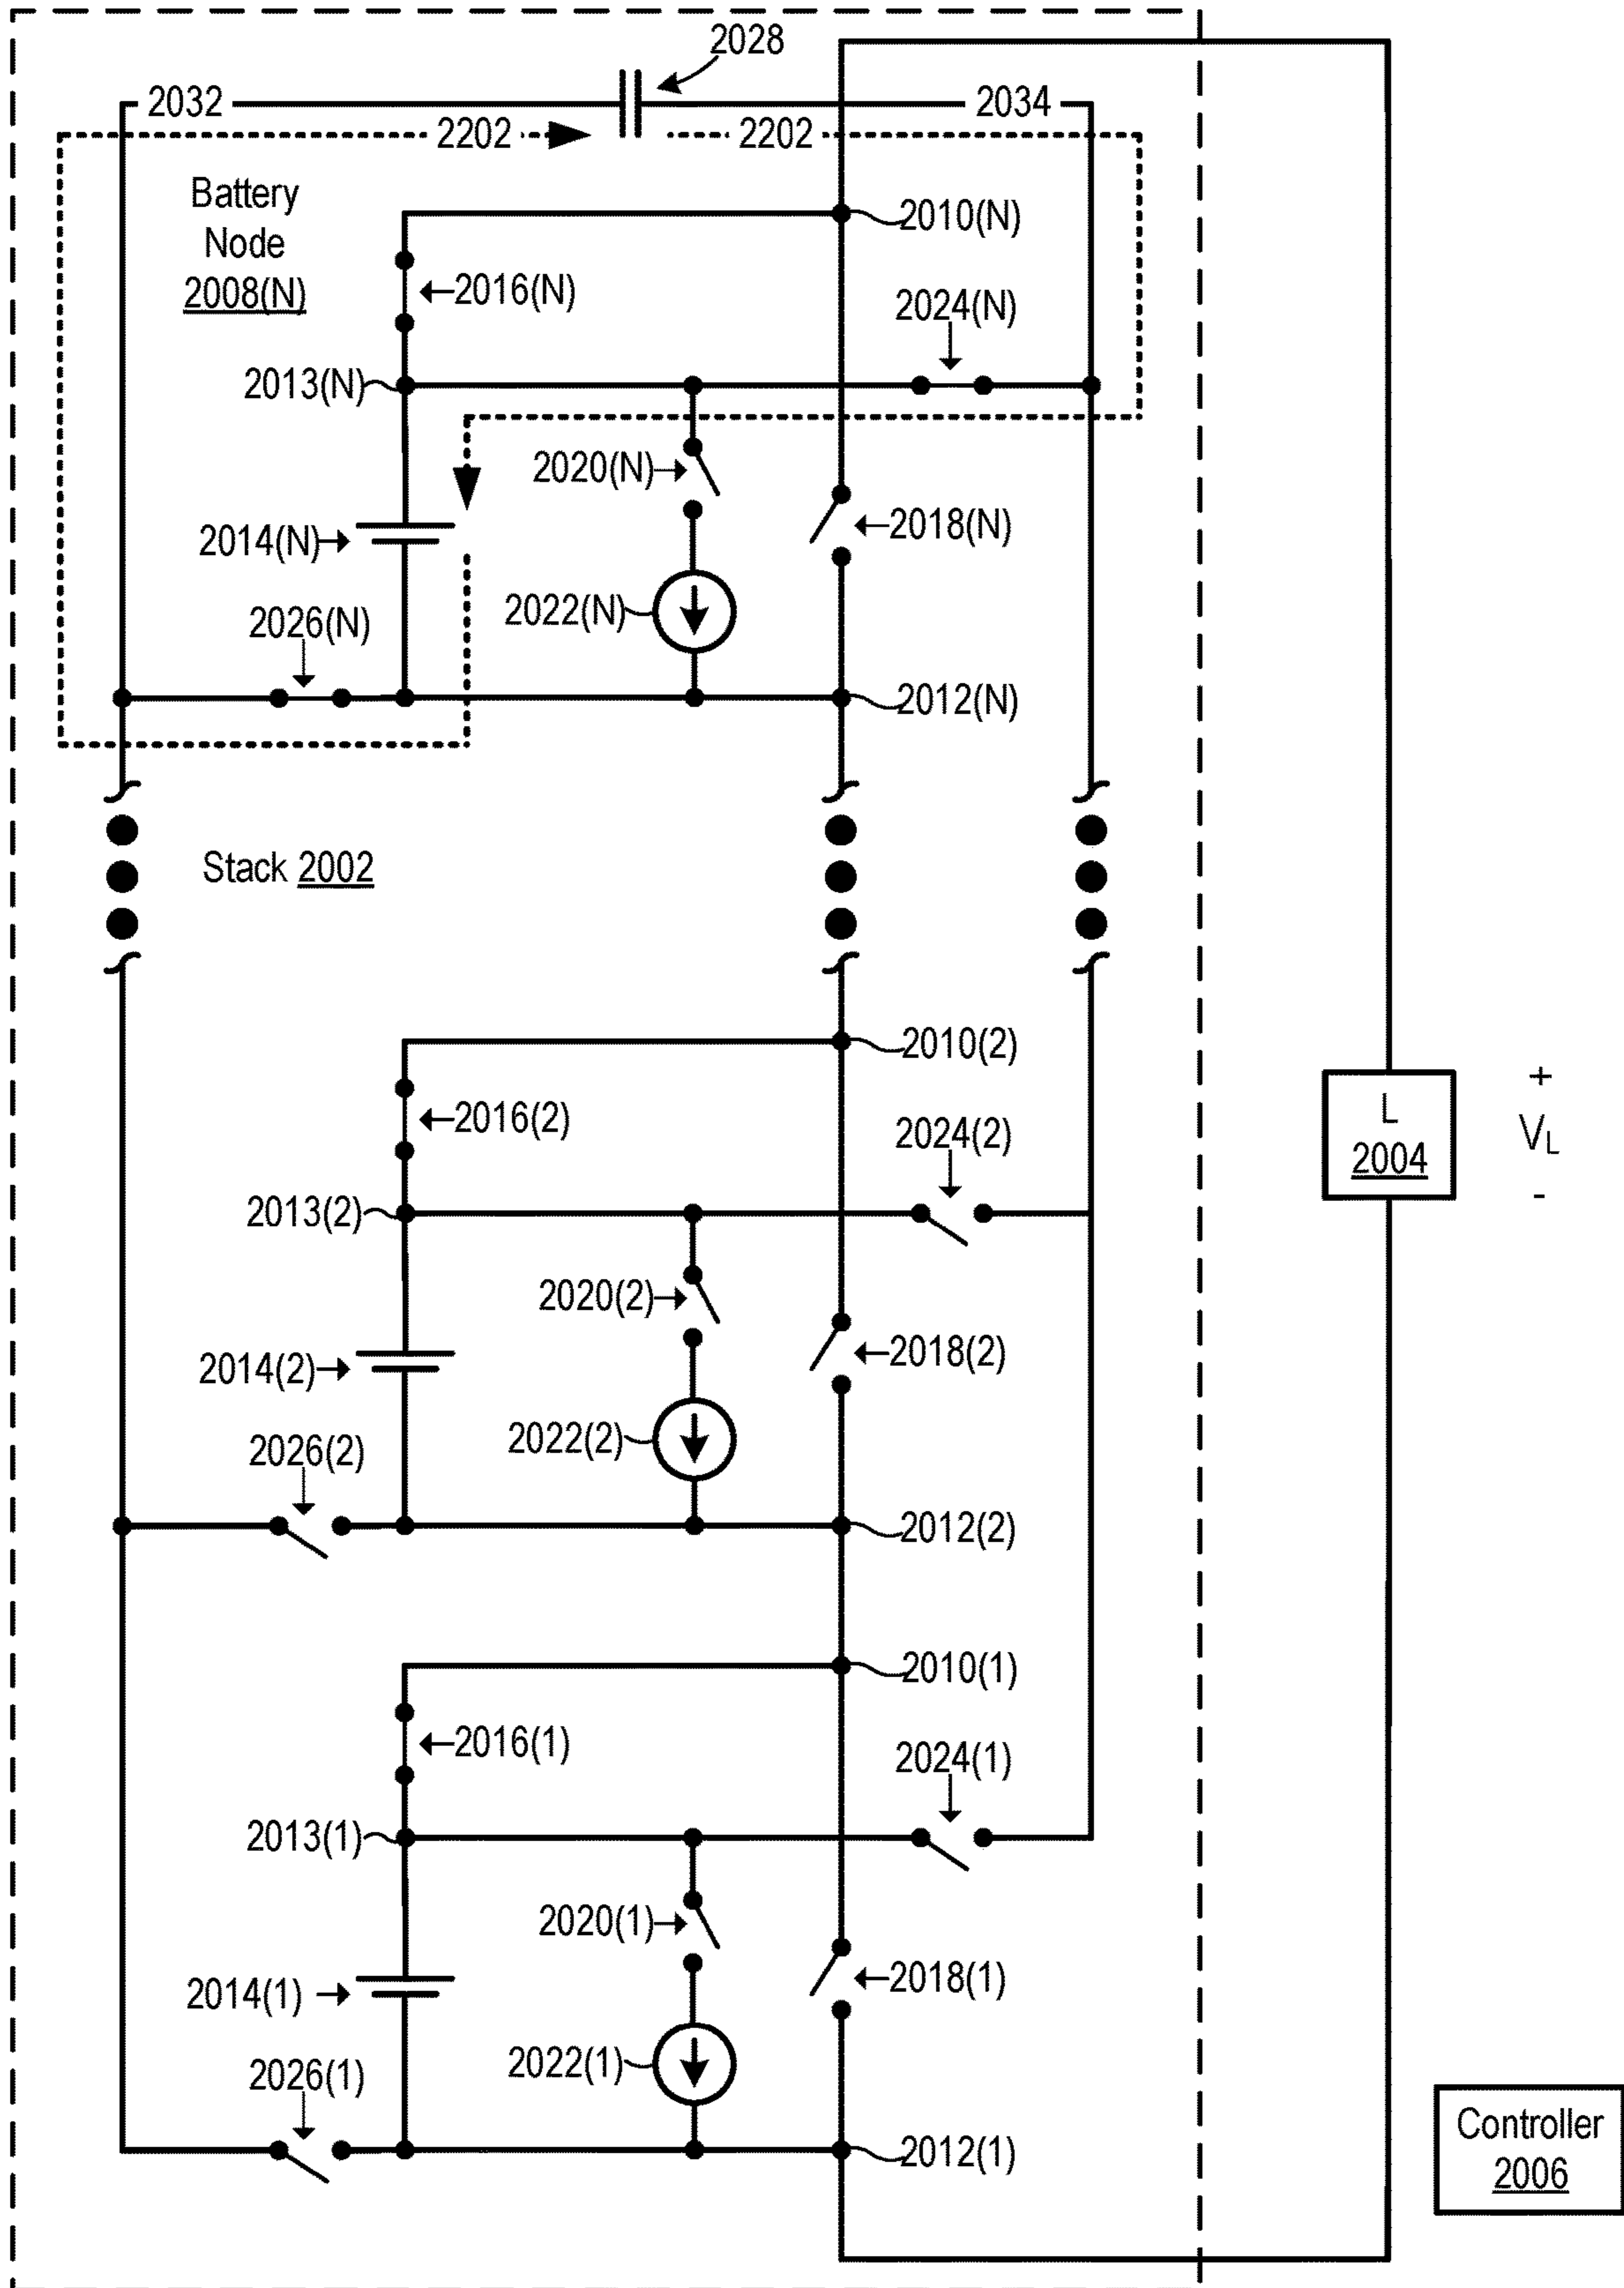 2028
2032
2034
2202
2202
Battery
Node
2008(N)
2010(N)
2016(N)
2024(N)
2013(N)
2020(N)
2014(N)
2018(N)
2022(N)
2026(N)
2012(N)
Stack 2002
2010(2)
2016(2)
2024(2)
2013(2)
2020(2)
2014(2)
2018(2)
2022(2)
2026(2)
2012(2)
L
2004
+
VL
-
2010(1)
2016(1)
2024(1)
2013(1)
2020(1)
2014(1)
2018(1)
2022(1)
2026(1)
2012(1)
Controller
2006